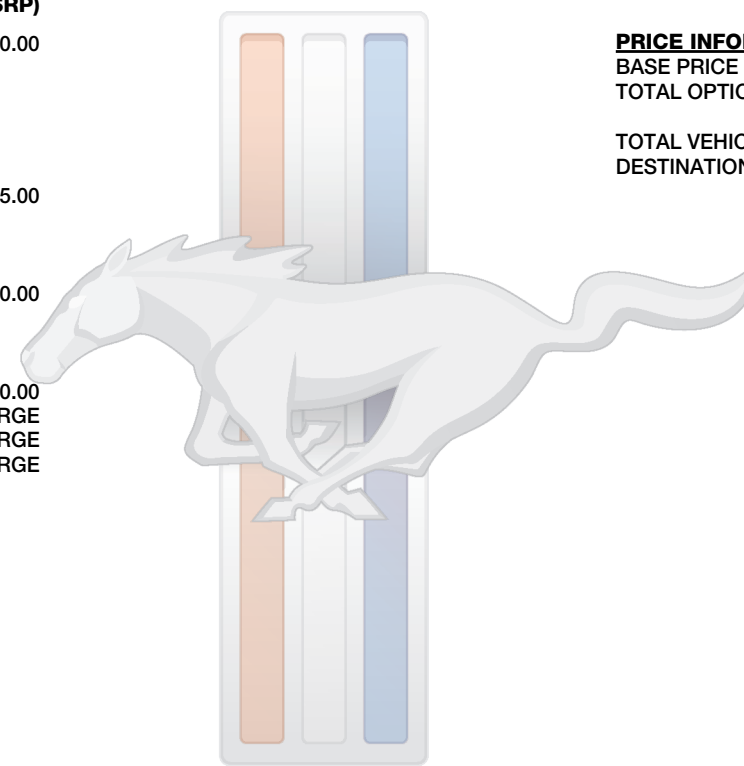 SRP)
0.00
5.00
0.00
0.00
RGE
RGE
RGE
PRICE INFO
BASE PRICE
TOTAL OPTIO
TOTAL VEHIC
DESTINATION